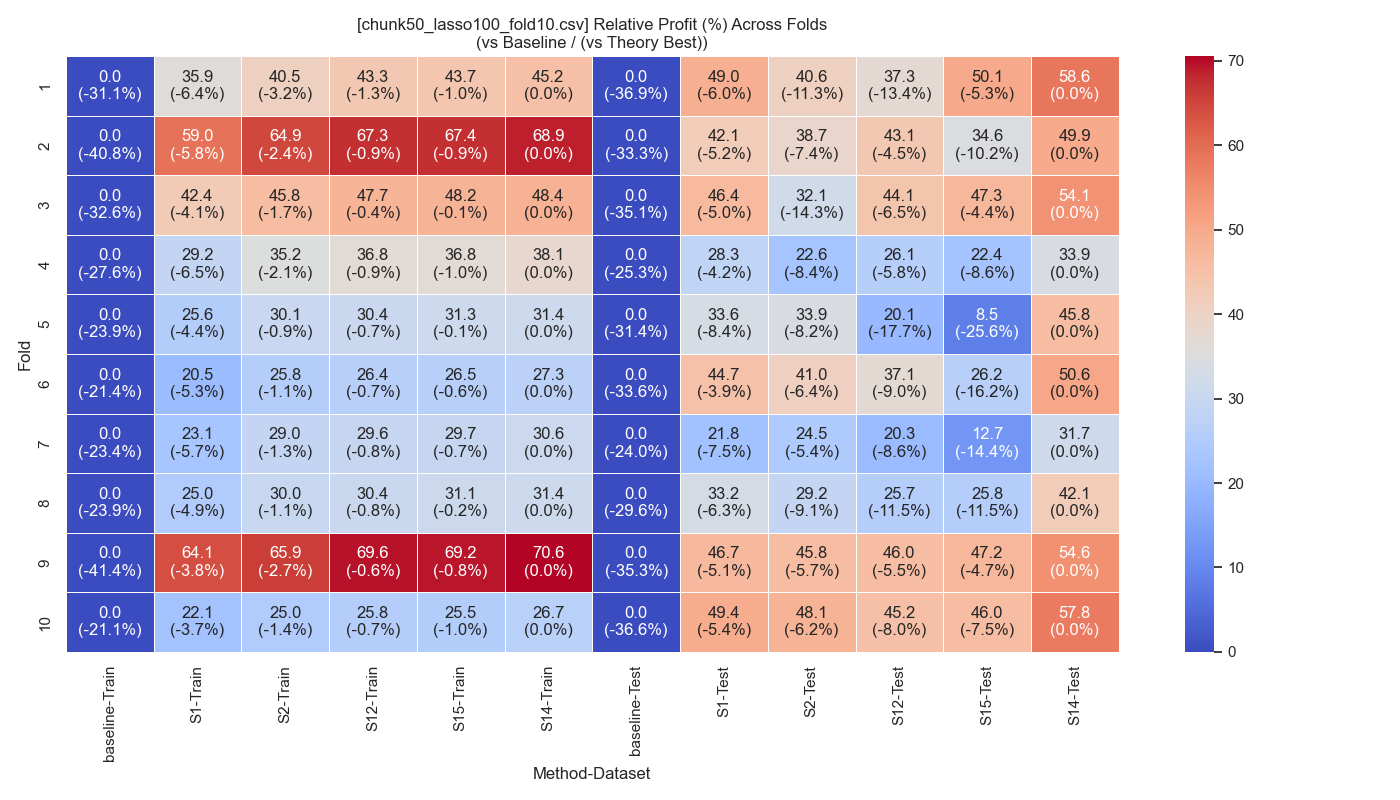 [chunk50_lasso100_fold10.csv] Relative Profit (%) Across Folds
(vs Baseline / (vs Theory Best))
1
0.0 35.9 40.5 43.3 43.7 45.2 0.0 49.0 40.6 37.3 50.1 58.6
(-31.1%) (-6.4%) (-3.2%) (-1.3%) (-1.0%) (0.0%) (-36.9%) (-6.0%) (-11.3%) (-13.4%) (-5.3%) (0.0%)
2
0.0 59.0 64.9 67.3 67.4 68.9 0.0 42.1 38.7 43.1 34.6 49.9
(-40.8%) (-5.8%) (-2.4%) (-0.9%) (-0.9%) (0.0%) (-33.3%) (-5.2%) (-7.4%) (-4.5%) (-10.2%) (0.0%)
3
0.0 42.4 45.8 47.7 48.2 48.4 0.0 46.4 32.1 44.1 47.3 54.1
(-32.6%) (-4.1%) (-1.7%) (-0.4%) (-0.1%) (0.0%) (-35.1%) (-5.0%) (-14.3%) (-6.5%) (-4.4%) (0.0%)
4
0.0 29.2 35.2 36.8 36.8 38.1 0.0 28.3 22.6 26.1 22.4 33.9
(-27.6%) (-6.5%) (-2.1%) (-0.9%) (-1.0%) (0.0%) (-25.3%) (-4.2%) (-8.4%) (-5.8%) (-8.6%) (0.0%)
5
0.0 25.6 30.1 30.4 31.3 31.4 0.0 33.6 33.9 20.1 8.5 45.8
(-23.9%) (-4.4%) (-0.9%) (-0.7%) (-0.1%) (0.0%) (-31.4%) (-8.4%) (-8.2%) (-17.7%) (-25.6%) (0.0%)
6
0.0 20.5 25.8 26.4 26.5 27.3 0.0 44.7 41.0 37.1 26.2 50.6
(-21.4%) (-5.3%) (-1.1%) (-0.7%) (-0.6%) (0.0%) (-33.6%) (-3.9%) (-6.4%) (-9.0%) (-16.2%) (0.0%)
7
0.0 23.1 29.0 29.6 29.7 30.6 0.0 21.8 24.5 20.3 12.7 31.7
(-23.4%) (-5.7%) (-1.3%) (-0.8%) (-0.7%) (0.0%) (-24.0%) (-7.5%) (-5.4%) (-8.6%) (-14.4%) (0.0%)
8
0.0 25.0 30.0 30.4 31.1 31.4 0.0 33.2 29.2 25.7 25.8 42.1
(-23.9%) (-4.9%) (-1.1%) (-0.8%) (-0.2%) (0.0%) (-29.6%) (-6.3%) (-9.1%) (-11.5%) (-11.5%) (0.0%)
9
0.0 64.1 65.9 69.6 69.2 70.6 0.0 46.7 45.8 46.0 47.2 54.6
(-41.4%) (-3.8%) (-2.7%) (-0.6%) (-0.8%) (0.0%) (-35.3%) (-5.1%) (-5.7%) (-5.5%) (-4.7%) (0.0%)
10
0.0 22.1 25.0 25.8 25.5 26.7 0.0 49.4 48.1 45.2 46.0 57.8
(-21.1%) (-3.7%) (-1.4%) (-0.7%) (-1.0%) (0.0%) (-36.6%) (-5.4%) (-6.2%) (-8.0%) (-7.5%) (0.0%)
Fold
baseline-Train
S1-Train
S2-Train
S12-Train
S15-Train
S14-Train
baseline-Test
S1-Test
S2-Test
S12-Test
S15-Test
S14-Test
Method-Dataset
70
60
50
40
30
20
10
0